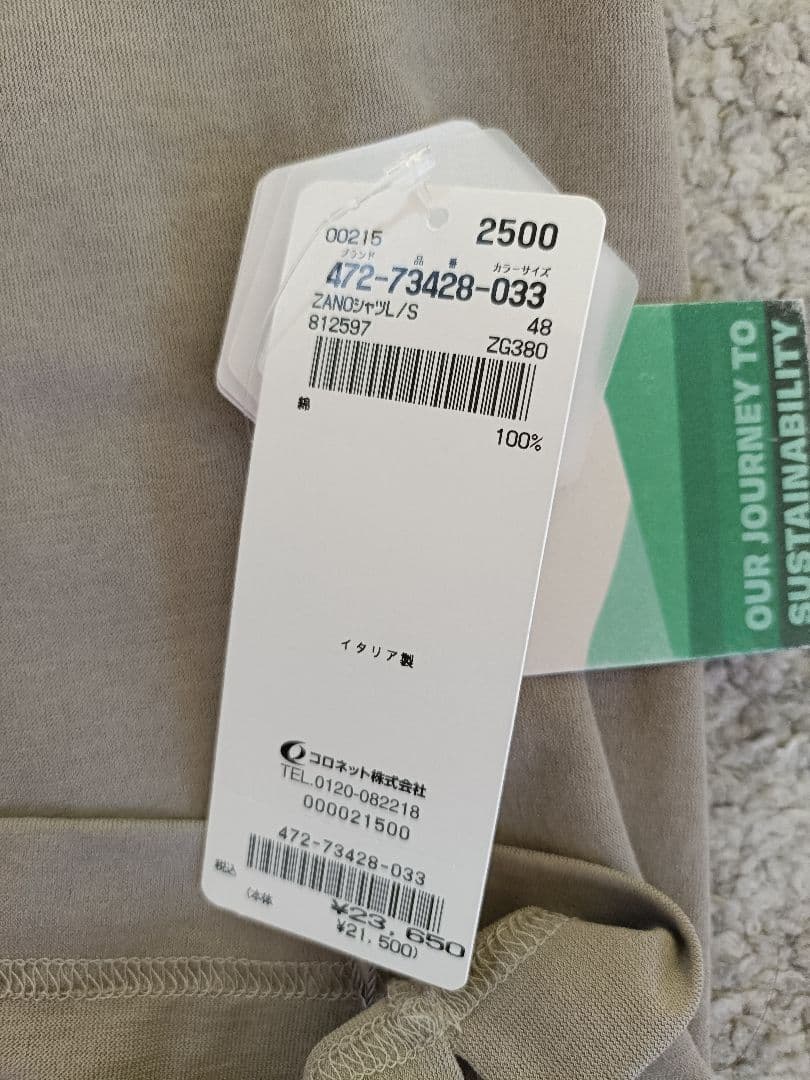 00215 2500
ブランド 品 番 カラーサイズ
472-73428-033
ZANOシャツL/S 48
812597 ZG380
綿
100%
イタリア製
コロネット株式会社
TEL.0120-082218
000021500
472-73428-033
税込 ¥23,650
(本体 ¥21,500)
OUR JOURNEY TO
SUSTAINABILITY